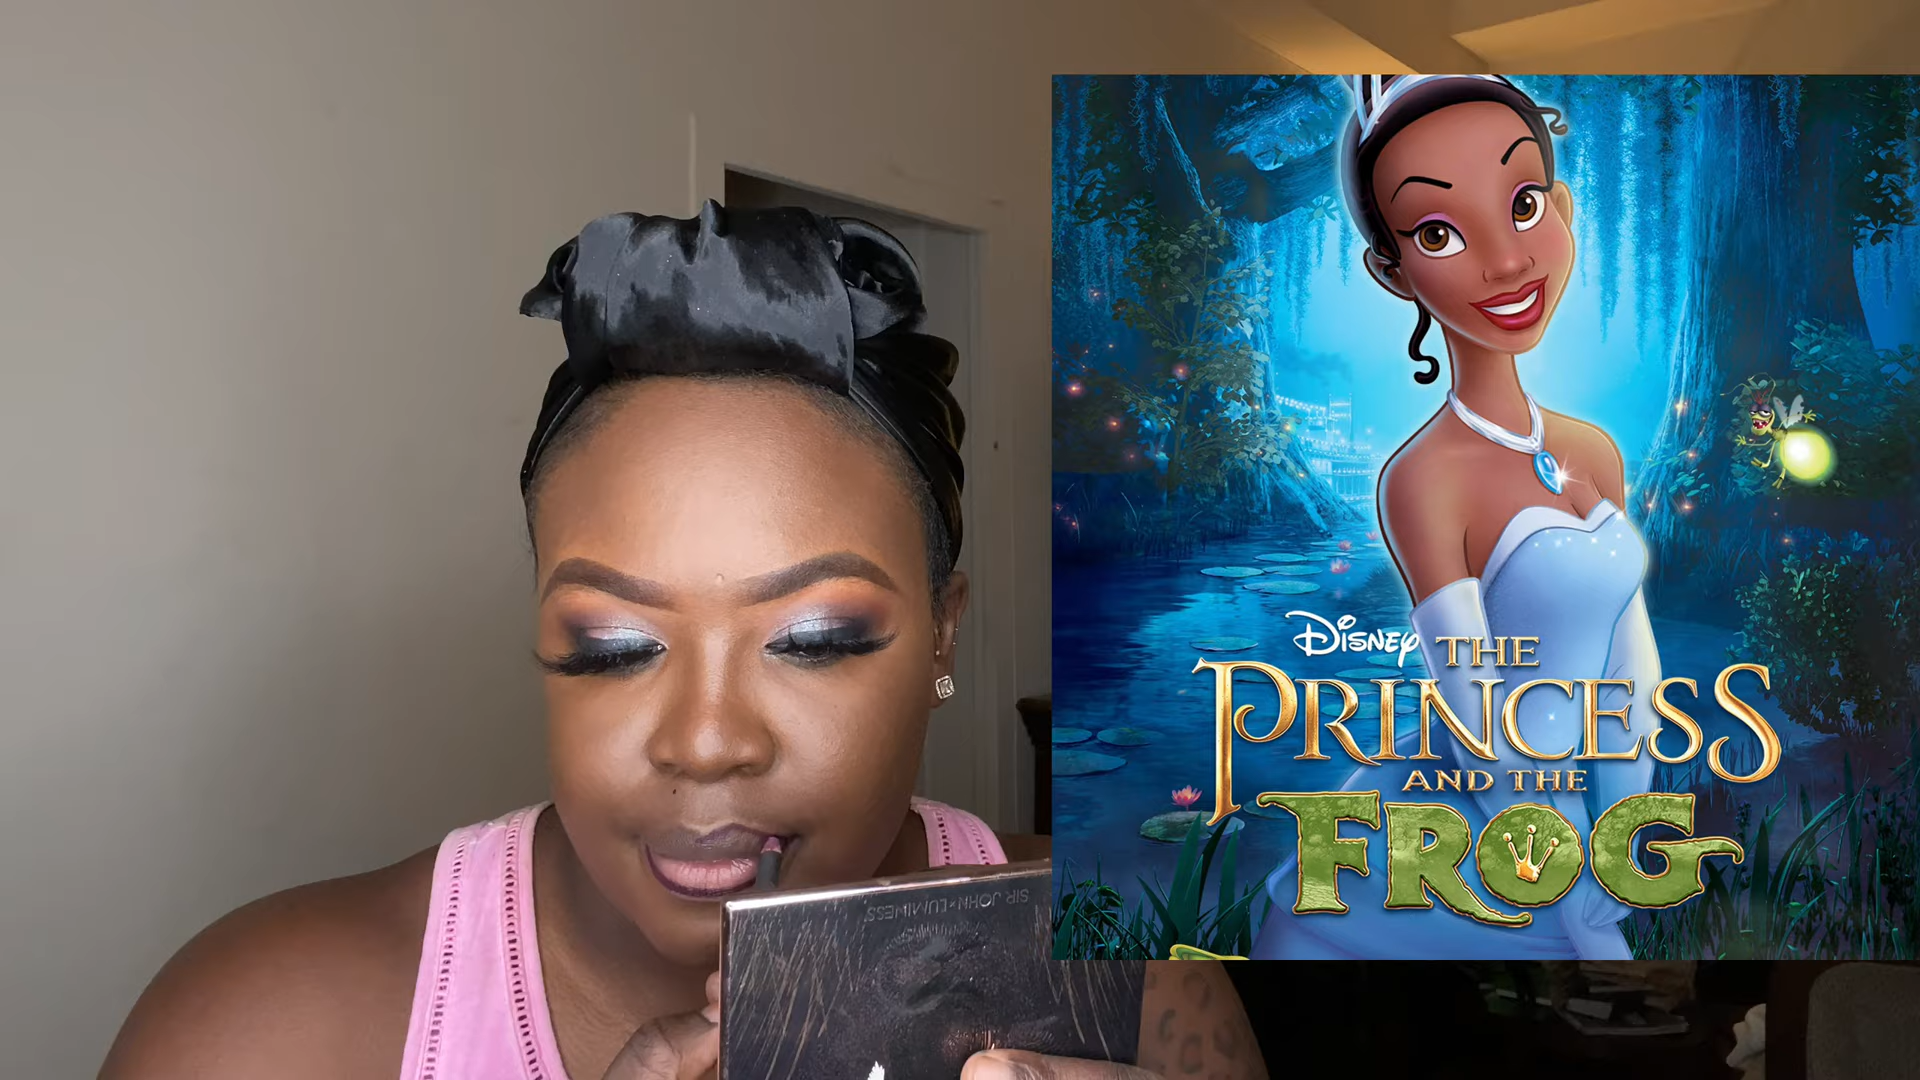 SIR JOHN × LUMINESS
DISNEY THE
PRINCESS
AND THE
FROG